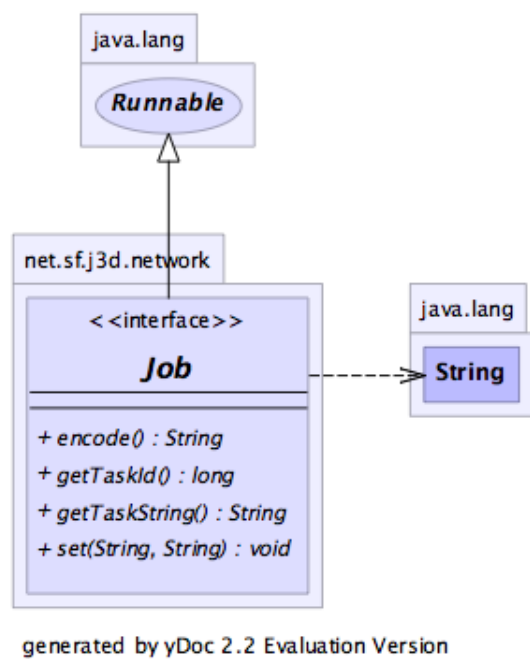 java.lang
Runnable
net.sf.j3d.network
<<interface>>
Job
java.lang
String
+ encode() : String
+ getTaskId() : long
+ getTaskString() : String
+ set(String, String) : void
generated by yDoc 2.2 Evaluation Version